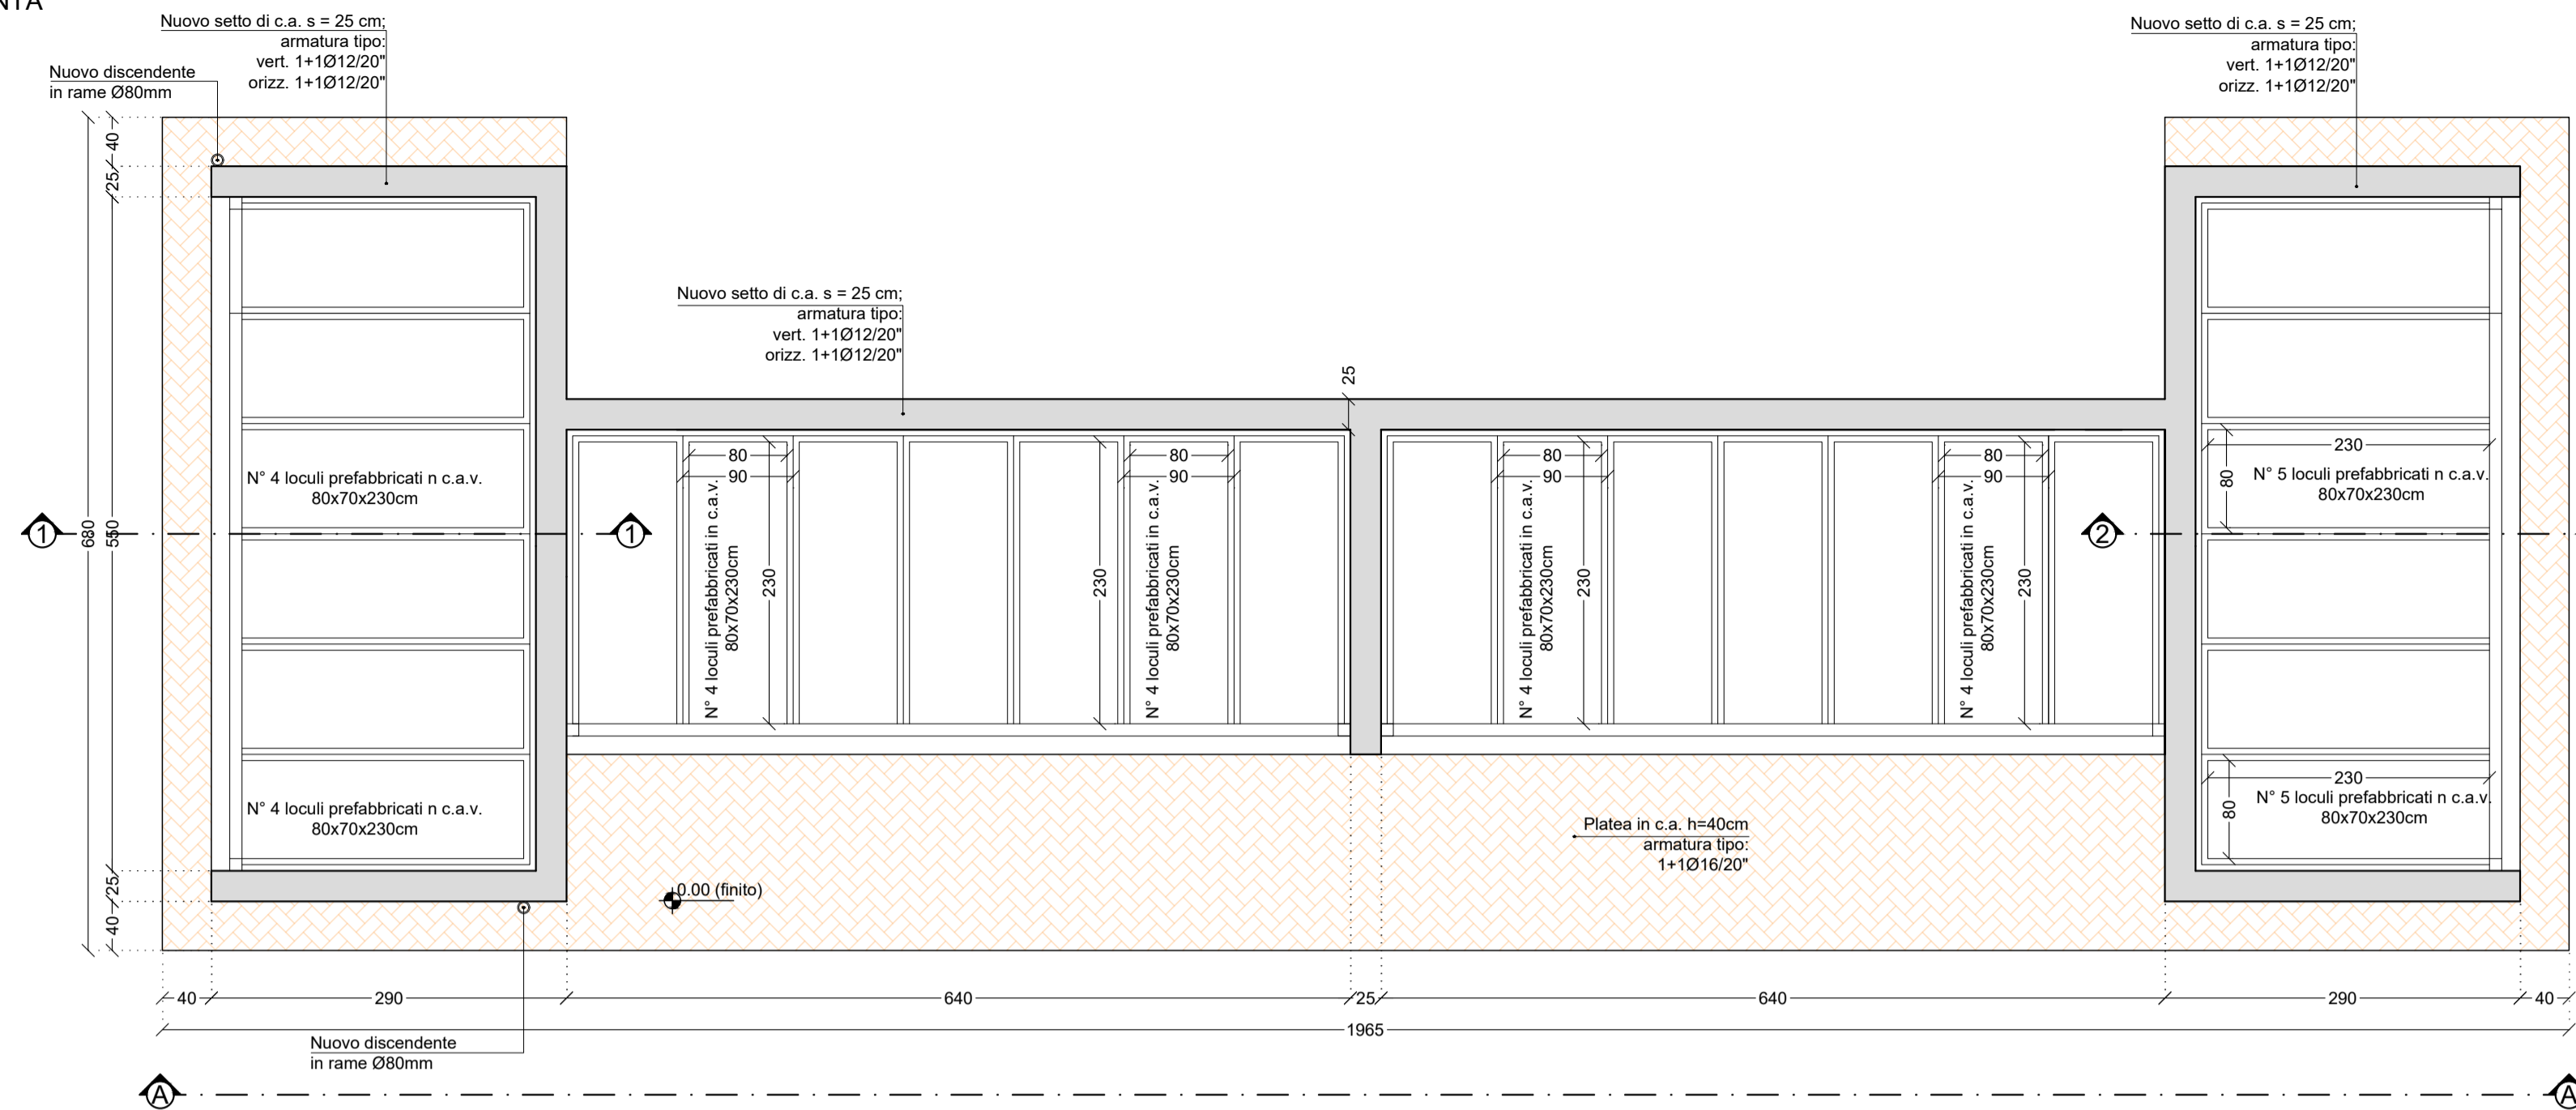 NTA
Nuovo setto di c.a. s = 25 cm;
armatura tipo:
vert. 1+1Ø12/20"
orizz. 1+1Ø12/20"
Nuovo discendente
in rame Ø80mm
Nuovo setto di c.a. s = 25 cm;
armatura tipo:
vert. 1+1Ø12/20"
orizz. 1+1Ø12/20"
Nuovo setto di c.a. s = 25 cm;
armatura tipo:
vert. 1+1Ø12/20"
orizz. 1+1Ø12/20"
40
25
680
550
25
40
25
N° 4 loculi prefabbricati n c.a.v.
80x70x230cm
1
1
80
90
230
N° 4 loculi prefabbricati in c.a.v.
80x70x230cm
230
80
90
N° 4 loculi prefabbricati in c.a.v.
80x70x230cm
80
90
230
N° 4 loculi prefabbricati in c.a.v.
80x70x230cm
80
90
230
N° 4 loculi prefabbricati in c.a.v.
80x70x230cm
2
230
80
N° 5 loculi prefabbricati n c.a.v.
80x70x230cm
230
80
N° 5 loculi prefabbricati n c.a.v.
80x70x230cm
N° 4 loculi prefabbricati n c.a.v.
80x70x230cm
Platea in c.a. h=40cm
armatura tipo:
1+1Ø16/20"
0.00 (finito)
40
290
640
25
640
290
40
1965
Nuovo discendente
in rame Ø80mm
A
A